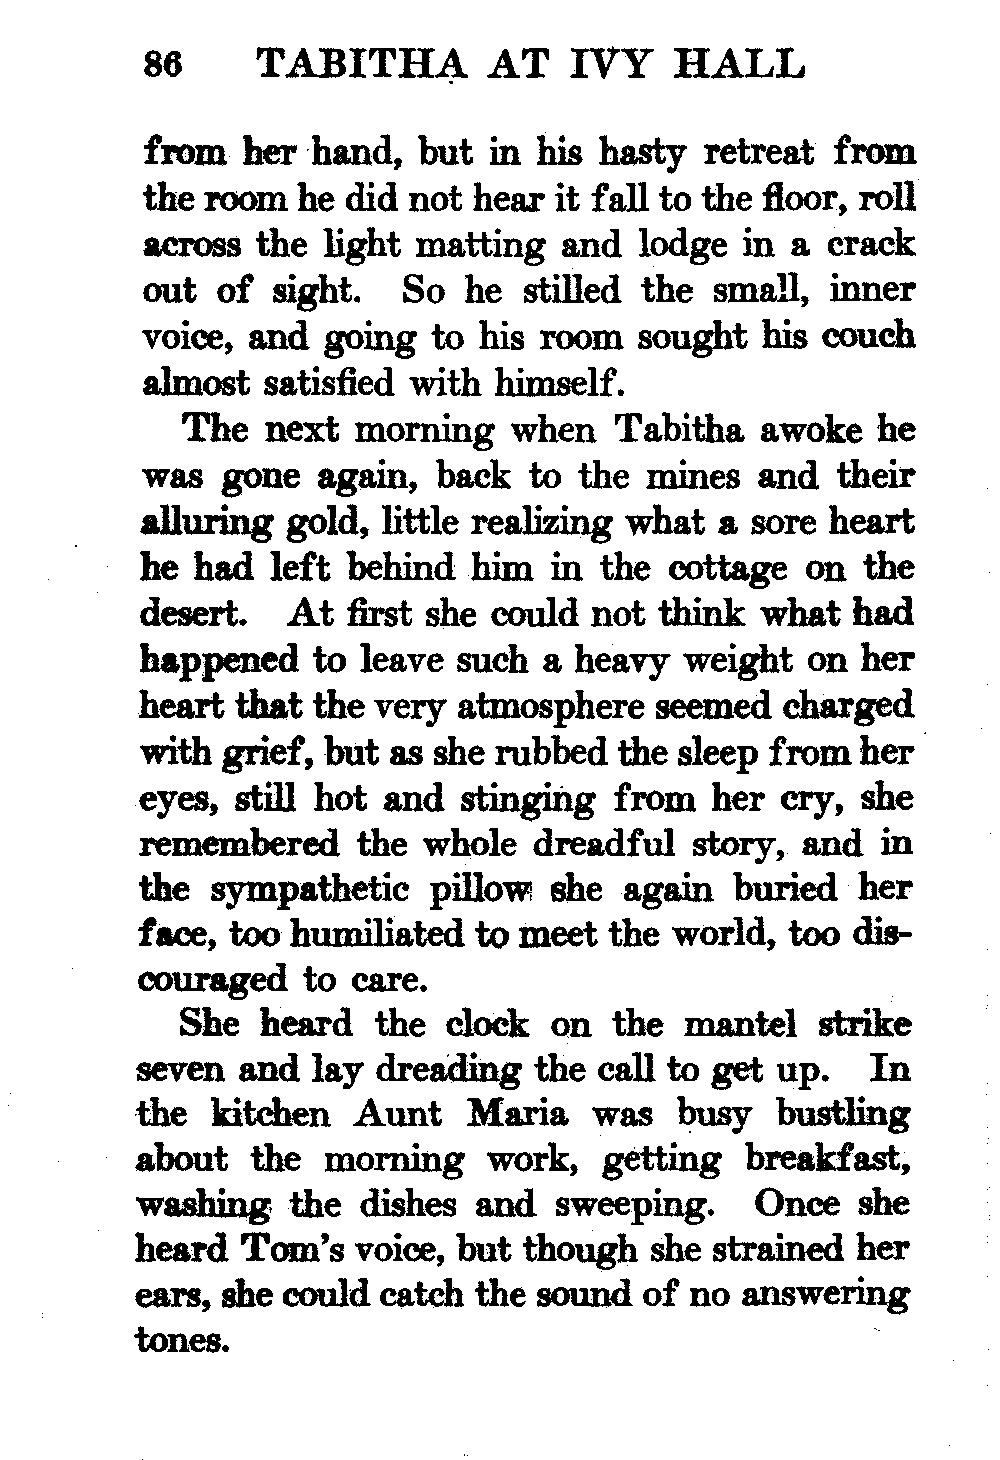 86 TABITHA AT IVY HALL
from her hand, but in his hasty retreat from
the room he did not hear it fall to the floor, roll
across the light matting and lodge in a crack
out of sight. So he stilled the small, inner
voice, and going to his room sought his couch
almost satisfied with himself.
The next morning when Tabitha awoke he
was gone again, back to the mines and their
alluring gold, little realizing what a sore heart
he had left behind him in the cottage on the
desert. At first she could not think what had
happened to leave such a heavy weight on her
heart that the very atmosphere seemed charged
with grief, but as she rubbed the sleep from her
eyes, still hot and stinging from her cry, she
remembered the whole dreadful story, and in
the sympathetic pillow she again buried her
face, too humiliated to meet the world, too dis-
couraged to care.
She heard the clock on the mantel strike
seven and lay dreading the call to get up. In
the kitchen Aunt Maria was busy bustling
about the morning work, getting breakfast,
washing the dishes and sweeping. Once she
heard Tom's voice, but though she strained her
ears, she could catch the sound of no answering
tones.